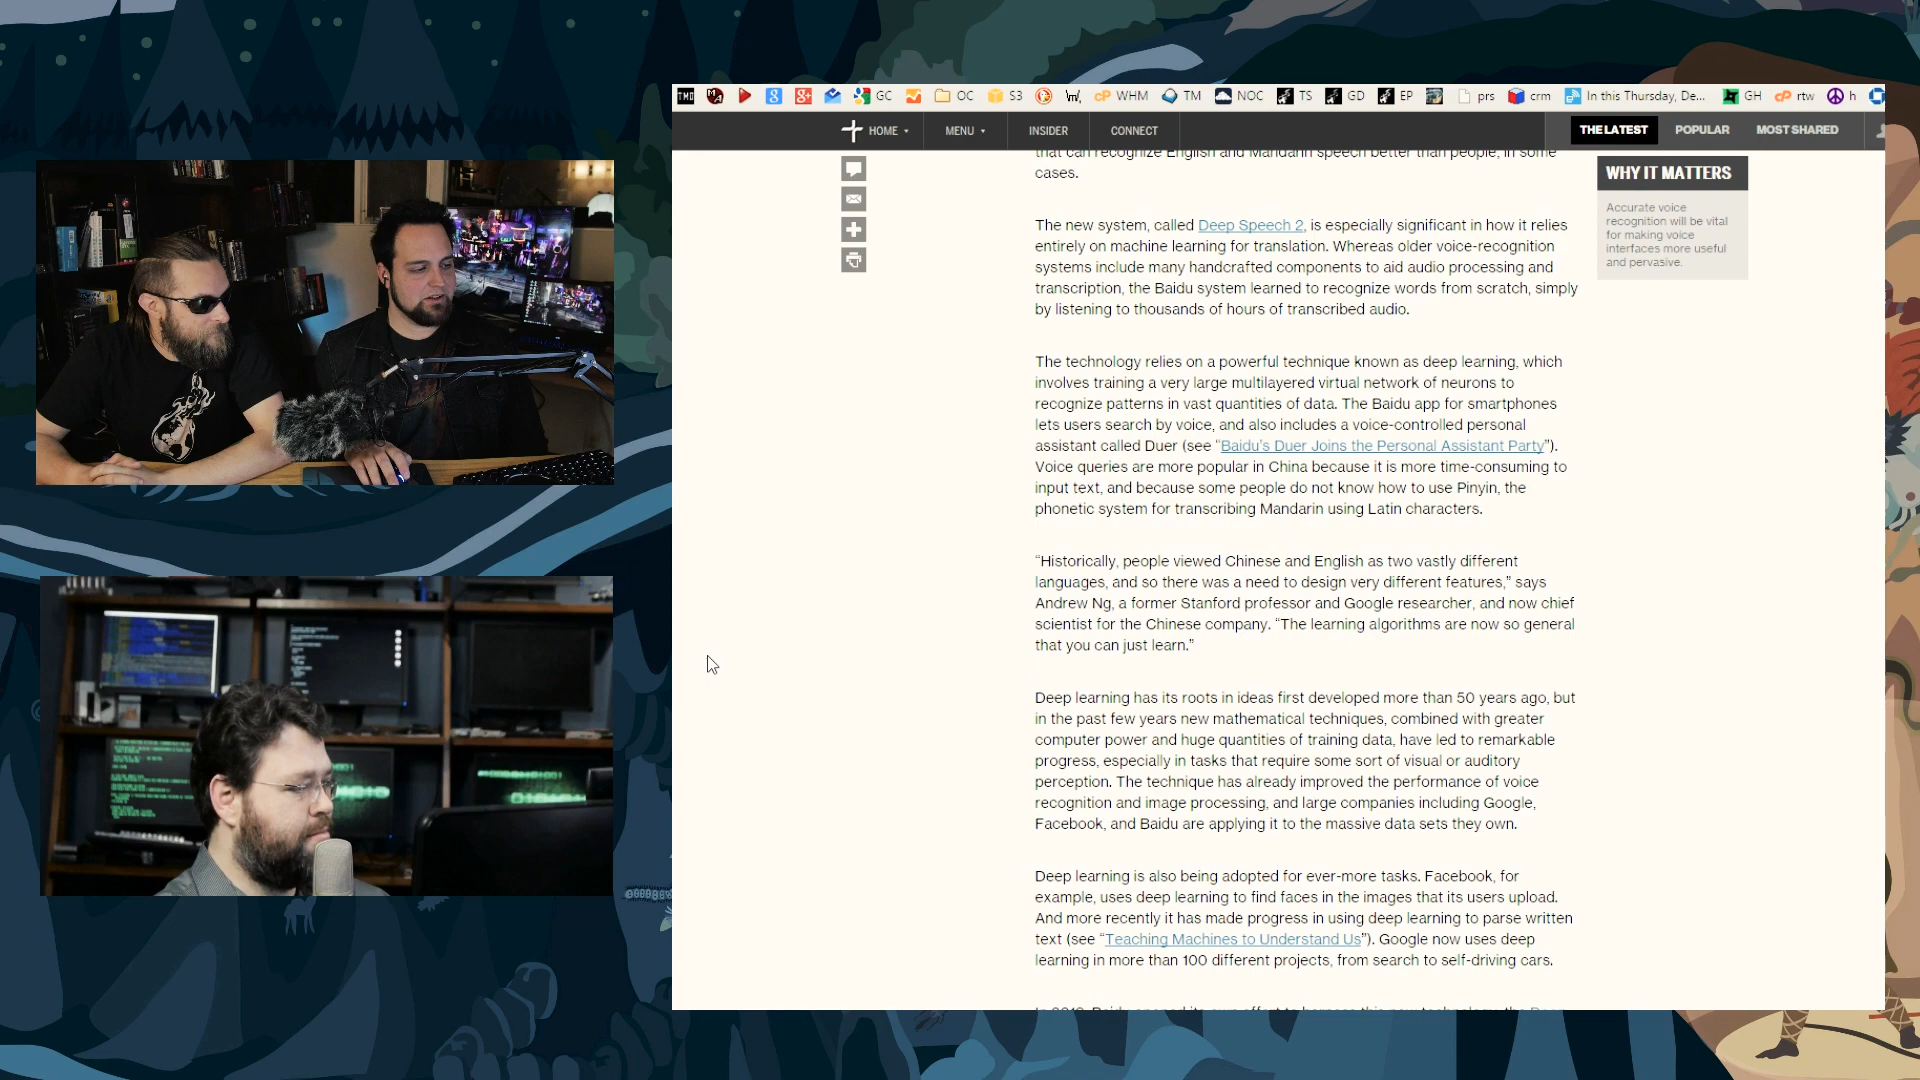 TMD
GC
OC
S3
\m/,
WHM
TM
NOC
TS
GD
EP
prs
crm
In this Thursday, De...
GH
rtw
h
HOME
MENU
INSIDER
CONNECT
THE LATEST
POPULAR
MOST SHARED
that can recognize English and Mandarin speech better than people, in some
cases.
The new system, called Deep Speech 2, is especially significant in how it relies
entirely on machine learning for translation. Whereas older voice-recognition
systems include many handcrafted components to aid audio processing and
transcription, the Baidu system learned to recognize words from scratch, simply
by listening to thousands of hours of transcribed audio.
The technology relies on a powerful technique known as deep learning, which
involves training a very large multilayered virtual network of neurons to
recognize patterns in vast quantities of data. The Baidu app for smartphones
lets users search by voice, and also includes a voice-controlled personal
assistant called Duer (see “Baidu’s Duer Joins the Personal Assistant Party”).
Voice queries are more popular in China because it is more time-consuming to
input text, and because some people do not know how to use Pinyin, the
phonetic system for transcribing Mandarin using Latin characters.
“Historically, people viewed Chinese and English as two vastly different
languages, and so there was a need to design very different features,” says
Andrew Ng, a former Stanford professor and Google researcher, and now chief
scientist for the Chinese company. “The learning algorithms are now so general
that you can just learn.”
Deep learning has its roots in ideas first developed more than 50 years ago, but
in the past few years new mathematical techniques, combined with greater
computer power and huge quantities of training data, have led to remarkable
progress, especially in tasks that require some sort of visual or auditory
perception. The technique has already improved the performance of voice
recognition and image processing, and large companies including Google,
Facebook, and Baidu are applying it to the massive data sets they own.
Deep learning is also being adopted for ever-more tasks. Facebook, for
example, uses deep learning to find faces in the images that its users upload.
And more recently it has made progress in using deep learning to parse written
text (see “Teaching Machines to Understand Us”). Google now uses deep
learning in more than 100 different projects, from search to self-driving cars.
WHY IT MATTERS
Accurate voice
recognition will be vital
for making voice
interfaces more useful
and pervasive.